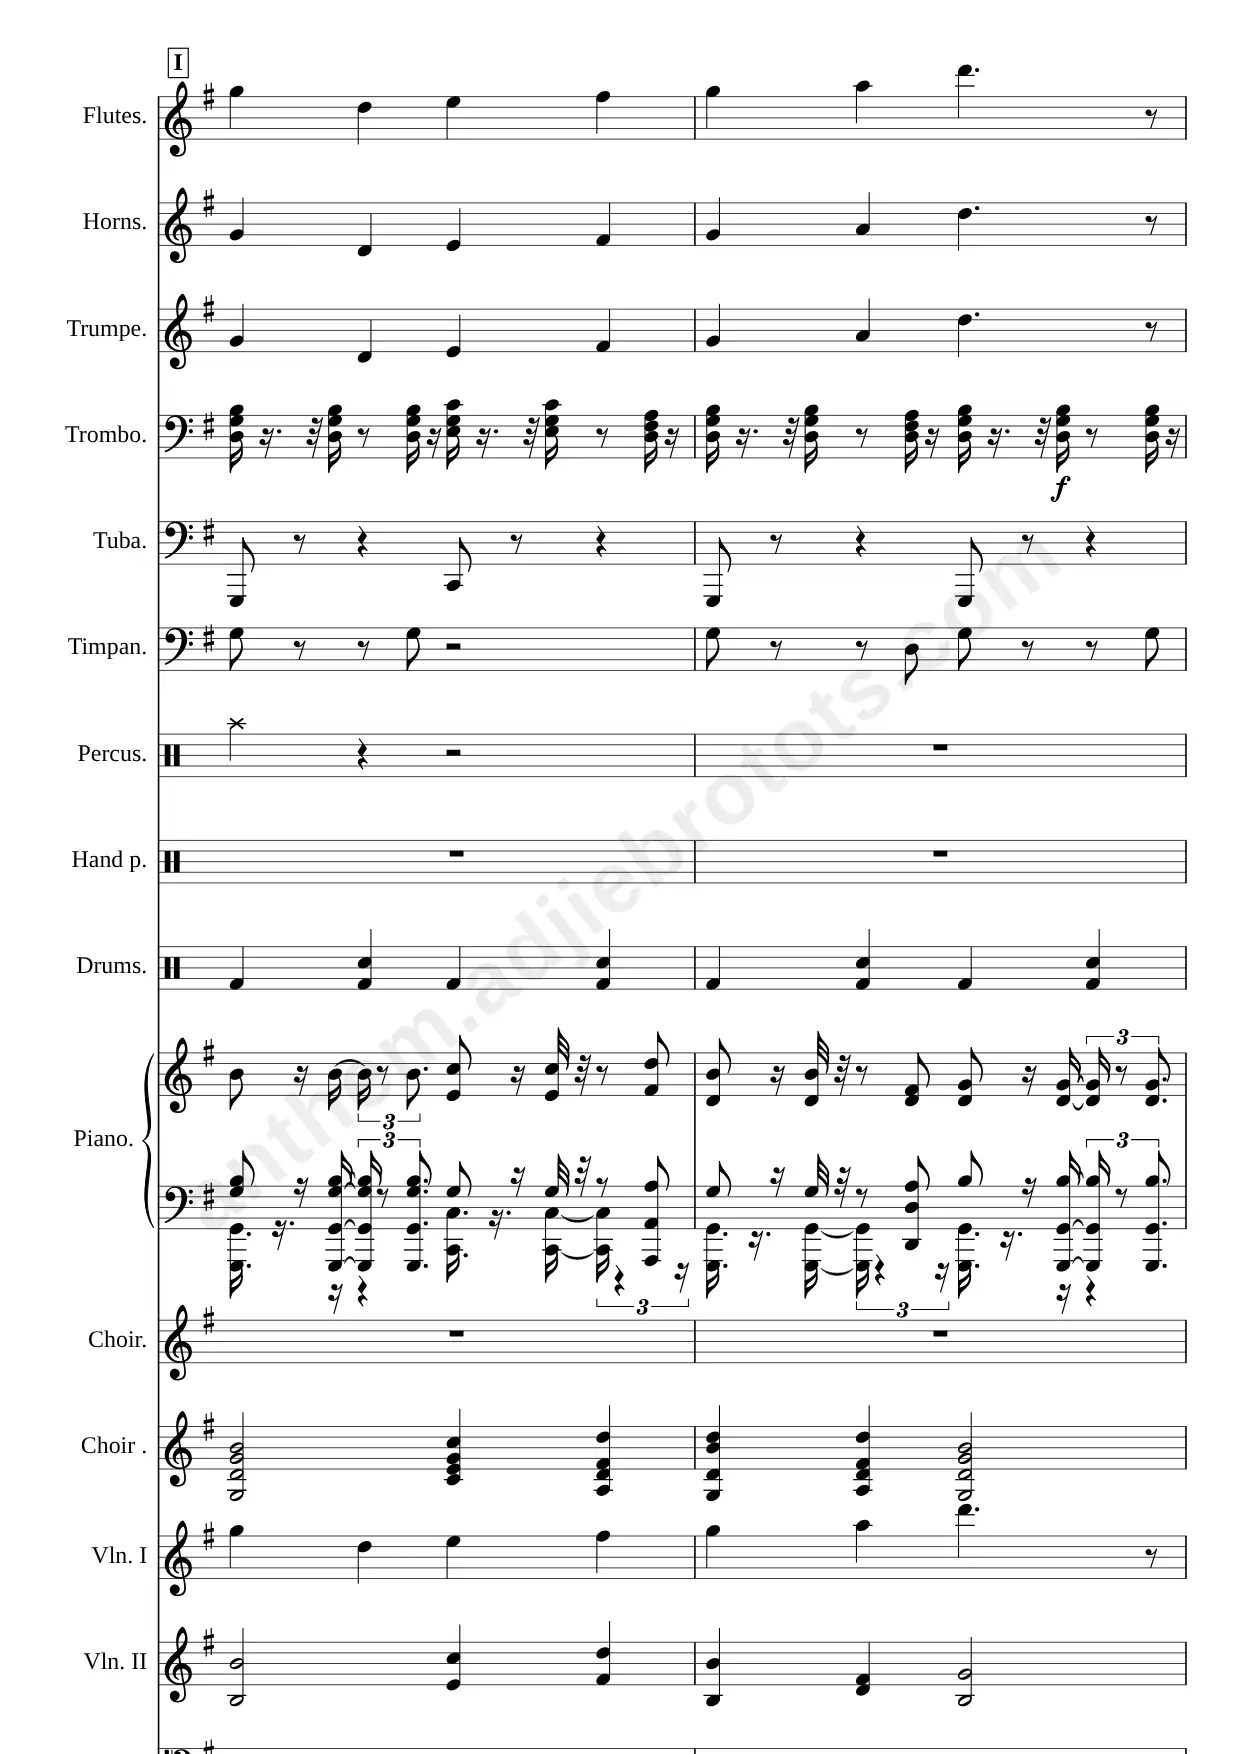 I
Flutes.
Horns.
Trumpe.
Trombo.
f
Tuba.
Timpan.
Percus.
Hand p.
Drums.
3
3
Piano.
3
3
3
3
Choir.
Choir .
Vln. I
Vln. II
anthem.adjiebrotots.com